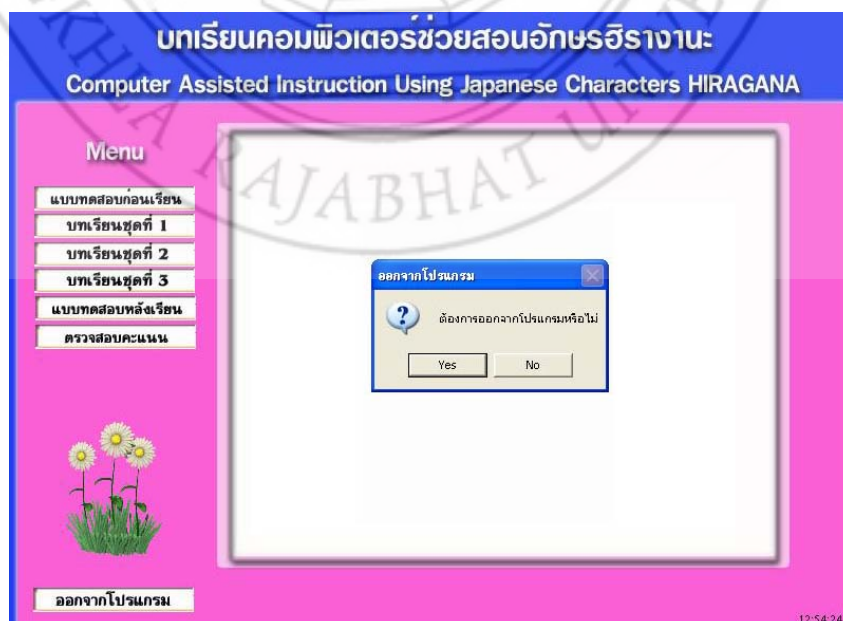 บทเรียนคอมพิวเตอร์ช่วยสอนอักษรฮิรางานะ
Computer Assisted Instruction Using Japanese Characters HIRAGANA
Menu
แบบทดสอบก่อนเรียน
บทเรียนชุดที่ 1
บทเรียนชุดที่ 2
บทเรียนชุดที่ 3
แบบทดสอบหลังเรียน
ตรวจสอบคะแนน
ออกจากโปรแกรม
ต้องการออกจากโปรแกรมหรือไม่
Yes No
ออกจากโปรแกรม
12:54:24
RAJABHAT